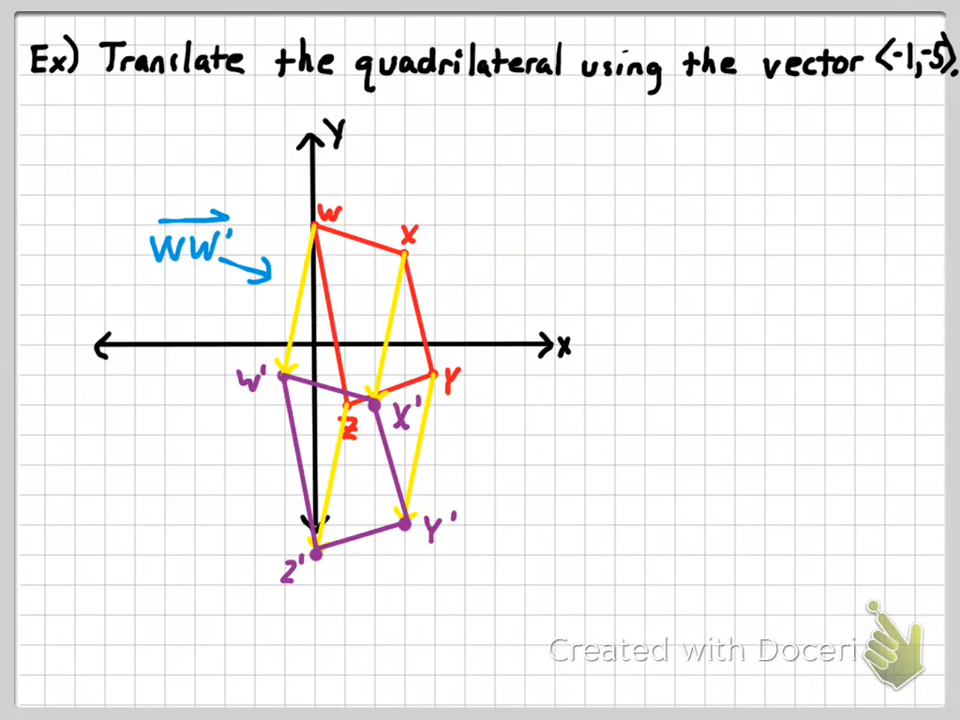 Ex) Translate the quadrilateral using the vector <-1,-5>.
Y
W
WW'
X
X
W'
Y
X'
Z
Y'
Z'
Created with Doceri